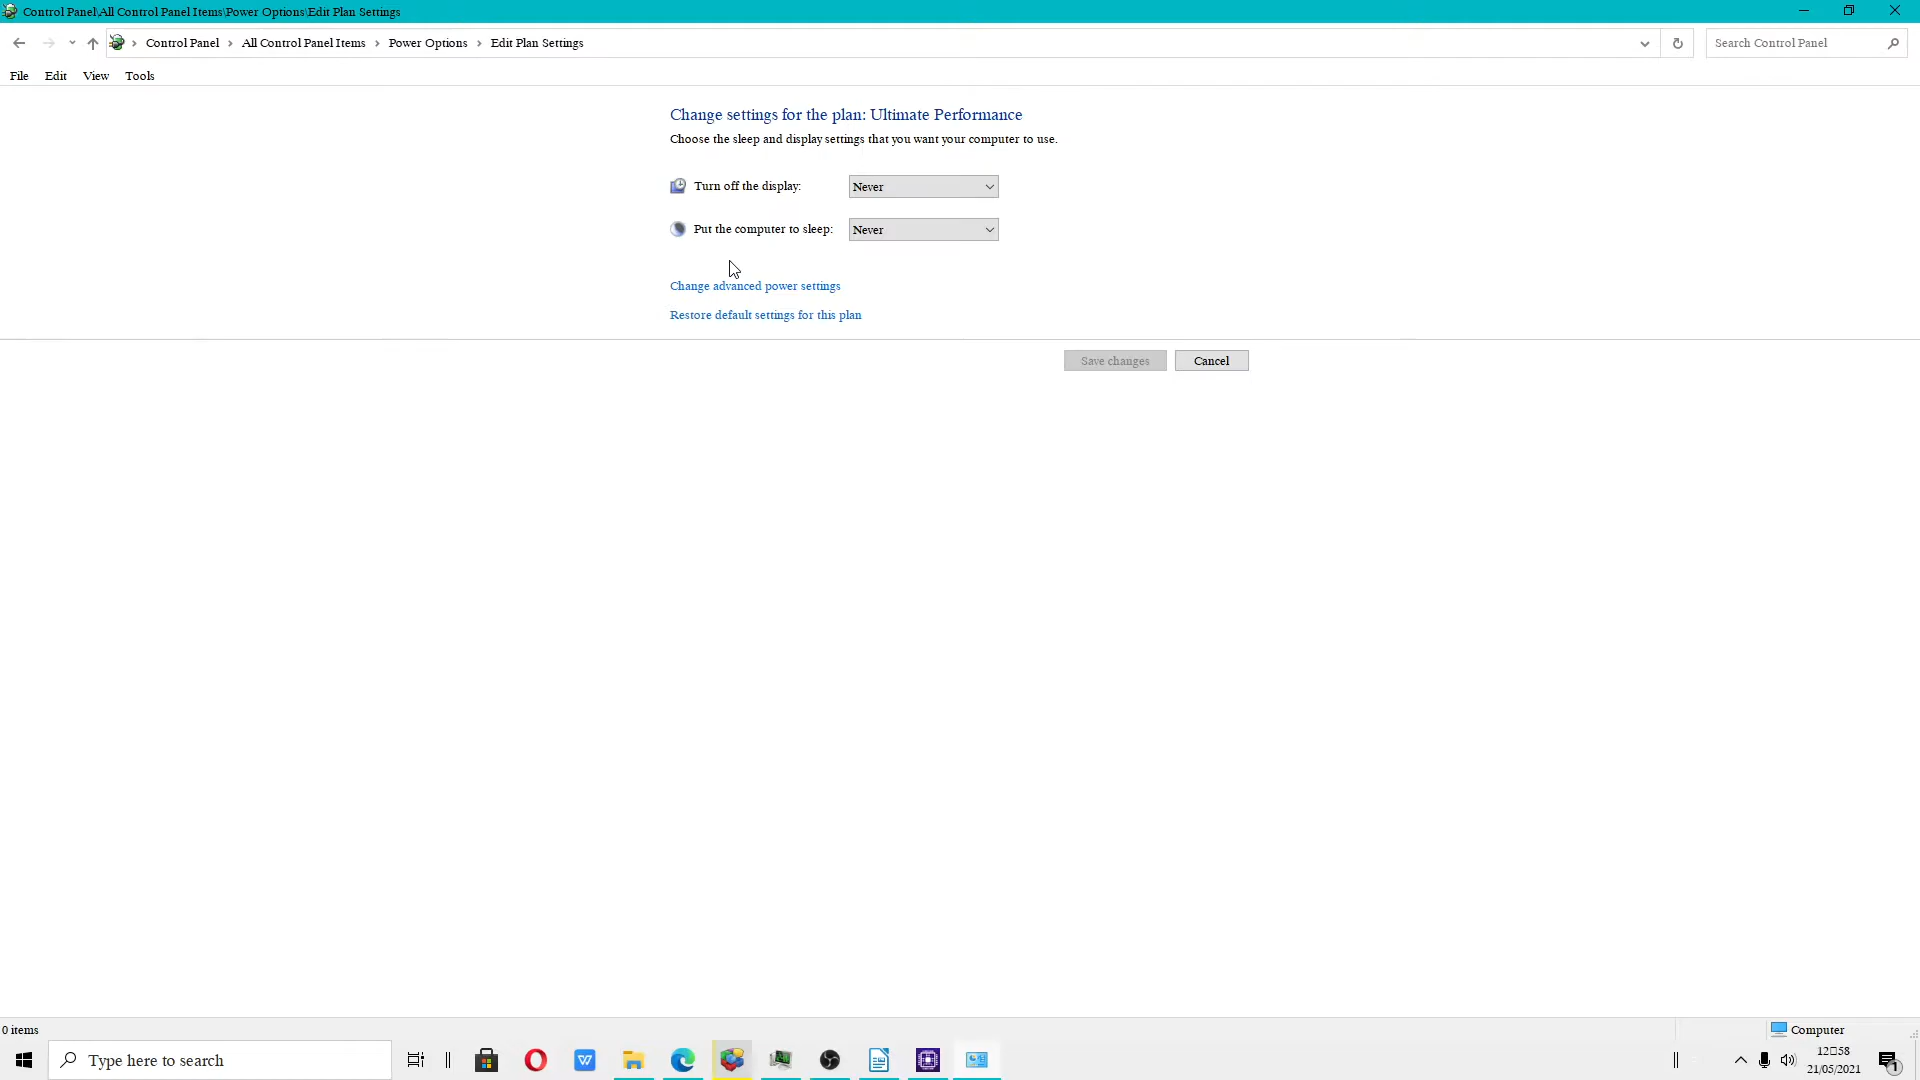 Control Panel\All Control Panel Items\Power Options\Edit Plan Settings
Control Panel > All Control Panel Items > Power Options > Edit Plan Settings
Search Control Panel
File Edit View Tools
Change settings for the plan: Ultimate Performance
Choose the sleep and display settings that you want your computer to use.
Turn off the display: Never
Put the computer to sleep: Never
Change advanced power settings
Restore default settings for this plan
Save changes Cancel
0 items
Computer
Type here to search
12□58
21/05/2021
1